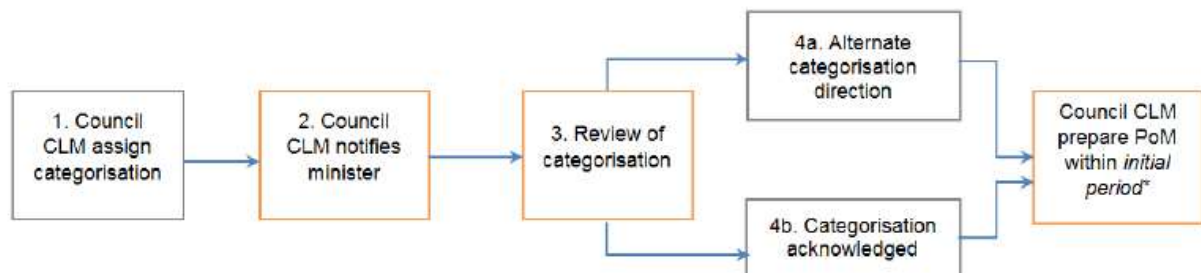 1. Council
CLM assign
categorisation
2. Council
CLM notifies
minister
3. Review of
categorisation
4a. Alternate
categorisation
direction
4b. Categorisation
acknowledged
Council CLM
prepare PoM
within initial
period*